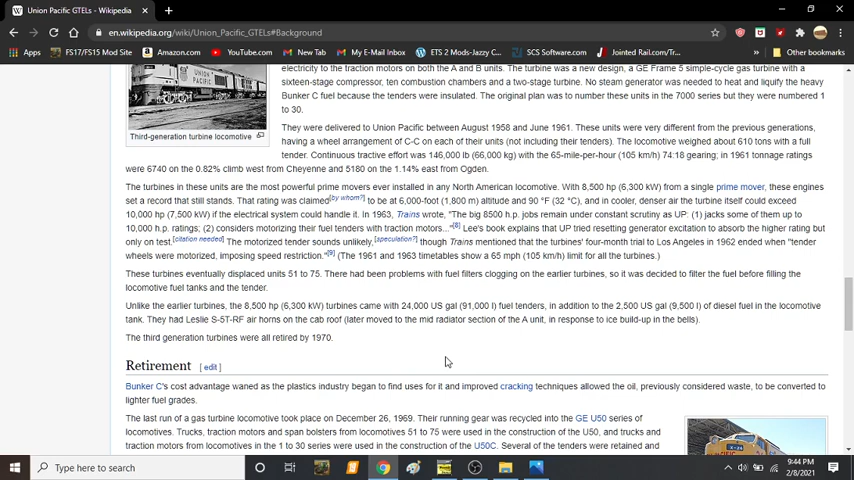 Union Pacific GTELs - Wikipedia
en.wikipedia.org/wiki/Union_Pacific_GTELs#Background
Apps FS17/FS15 Mod Site Amazon.com YouTube.com New Tab My E-Mail Inbox ETS 2 Mods-Jazzy C... SCS Software.com Jointed Rail.com/Tr... Other bookmarks
electricity to the traction motors on both the A and B units. The turbine was a new design, a GE Frame 5 simple-cycle gas turbine with a
sixteen-stage compressor, ten combustion chambers and a two-stage turbine. No steam generator was needed to heat and liquify the heavy
Bunker C fuel because the tenders were insulated. The original plan was to number these units in the 7000 series but they were numbered 1
to 30.
UNION
PACIFIC
Third-generation turbine locomotive
They were delivered to Union Pacific between August 1958 and June 1961. These units were very different from the previous generations,
having a wheel arrangement of C-C on each of their units (not including their tenders). The locomotive weighed about 610 tons with a full
tender. Continuous tractive effort was 146,000 lb (66,000 kg) with the 65-mile-per-hour (105 km/h) 74:18 gearing; in 1961 tonnage ratings
were 6740 on the 0.82% climb west from Cheyenne and 5180 on the 1.14% east from Ogden.
The turbines in these units are the most powerful prime movers ever installed in any North American locomotive. With 8,500 hp (6,300 kW) from a single prime mover, these engines
set a record that still stands. That rating was claimed[by whom?] to be at 6,000-foot (1,800 m) altitude and 90 °F (32 °C), and in cooler, denser air the turbine itself could exceed
10,000 hp (7,500 kW) if the electrical system could handle it. In 1963, Trains wrote, "The big 8500 h.p. jobs remain under constant scrutiny as UP: (1) jacks some of them up to
10,000 h.p. ratings; (2) considers motorizing their fuel tenders with traction motors..."[8] Lee's book explains that UP tried resetting generator excitation to absorb the higher rating but
only on test.[citation needed] The motorized tender sounds unlikely,[speculation?] though Trains mentioned that the turbines' four-month trial to Los Angeles in 1962 ended when "tender
wheels were motorized, imposing speed restriction."[9] (The 1961 and 1963 timetables show a 65 mph (105 km/h) limit for all the turbines.)
These turbines eventually displaced units 51 to 75. There had been problems with fuel filters clogging on the earlier turbines, so it was decided to filter the fuel before filling the
locomotive fuel tanks and the tender.
Unlike the earlier turbines, the 8,500 hp (6,300 kW) turbines came with 24,000 US gal (91,000 l) fuel tenders, in addition to the 2,500 US gal (9,500 l) of diesel fuel in the locomotive
tank. They had Leslie S-5T-RF air horns on the cab roof (later moved to the mid radiator section of the A unit, in response to ice build-up in the bells).
The third generation turbines were all retired by 1970.
Retirement [ edit ]
Bunker C's cost advantage waned as the plastics industry began to find uses for it and improved cracking techniques allowed the oil, previously considered waste, to be converted to
lighter fuel grades.
The last run of a gas turbine locomotive took place on December 26, 1969. Their running gear was recycled into the GE U50 series of
locomotives. Trucks, traction motors and span bolsters from locomotives 51 to 75 were used in the construction of the U50, and trucks and
traction motors from locomotives in the 1 to 30 series were used in the construction of the U50C. Several of the tenders were retained and
Type here to search
9:44 PM
2/8/2021